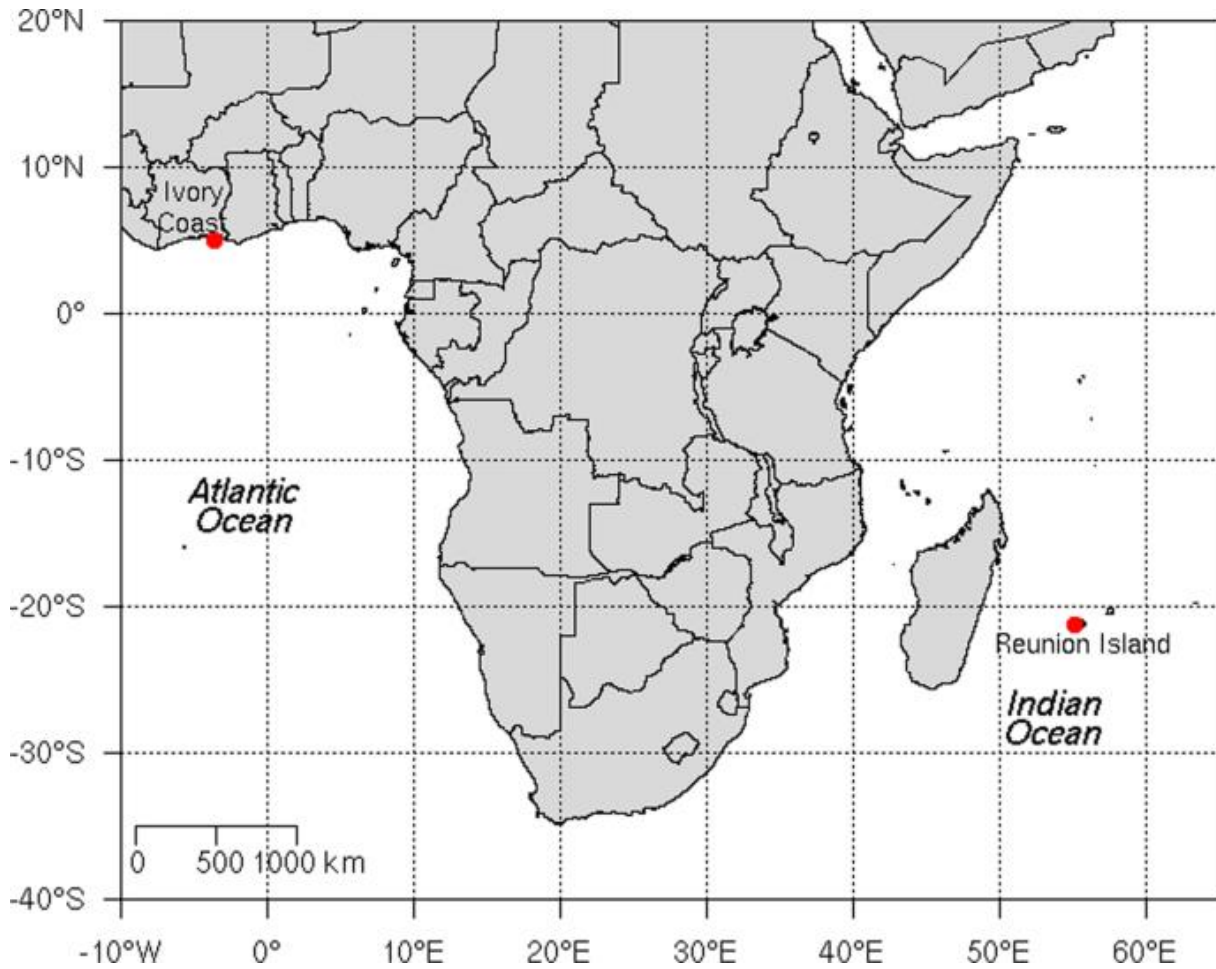 20°N
10°N
Ivory
Coast
0°
-10°S
Atlantic
Ocean
-20°S
Reunion Island
Indian
Ocean
-30°S
0 500 1000 km
-40°S
-10°W 0° 10°E 20°E 30°E 40°E 50°E 60°E